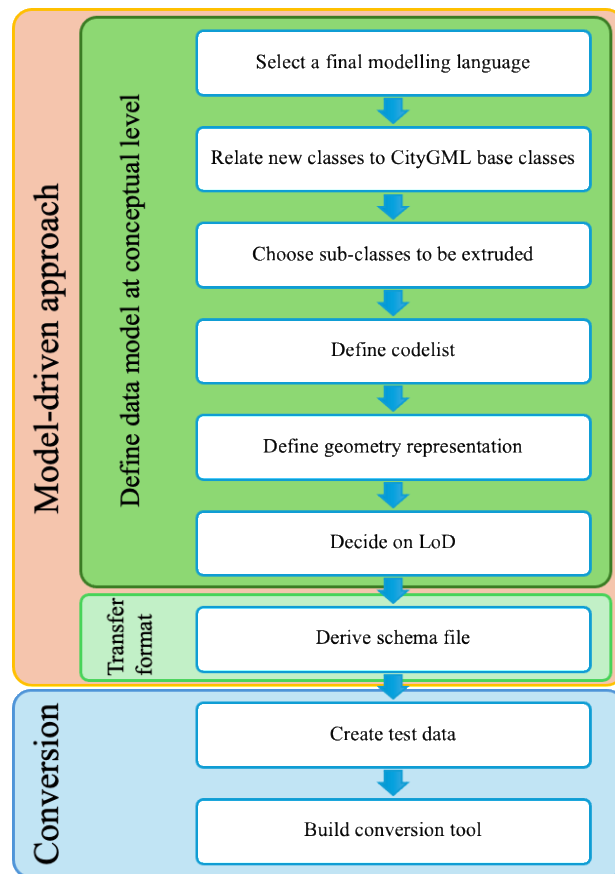 Model-driven approach
Define data model at conceptual level
Select a final modelling language
Relate new classes to CityGML base classes
Choose sub-classes to be extruded
Define codelist
Define geometry representation
Decide on LoD
Transfer
format
Derive schema file
Conversion
Create test data
Build conversion tool